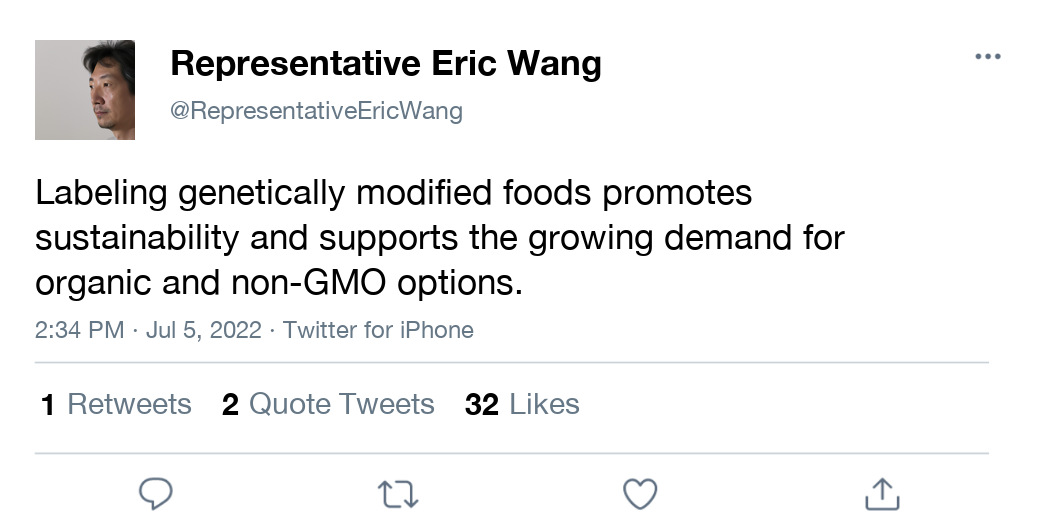 Representative Eric Wang
@RepresentativeEricWang
Labeling genetically modified foods promotes
sustainability and supports the growing demand for
organic and non-GMO options.
2:34 PM · Jul 5, 2022 · Twitter for iPhone
1 Retweets 2 Quote Tweets 32 Likes